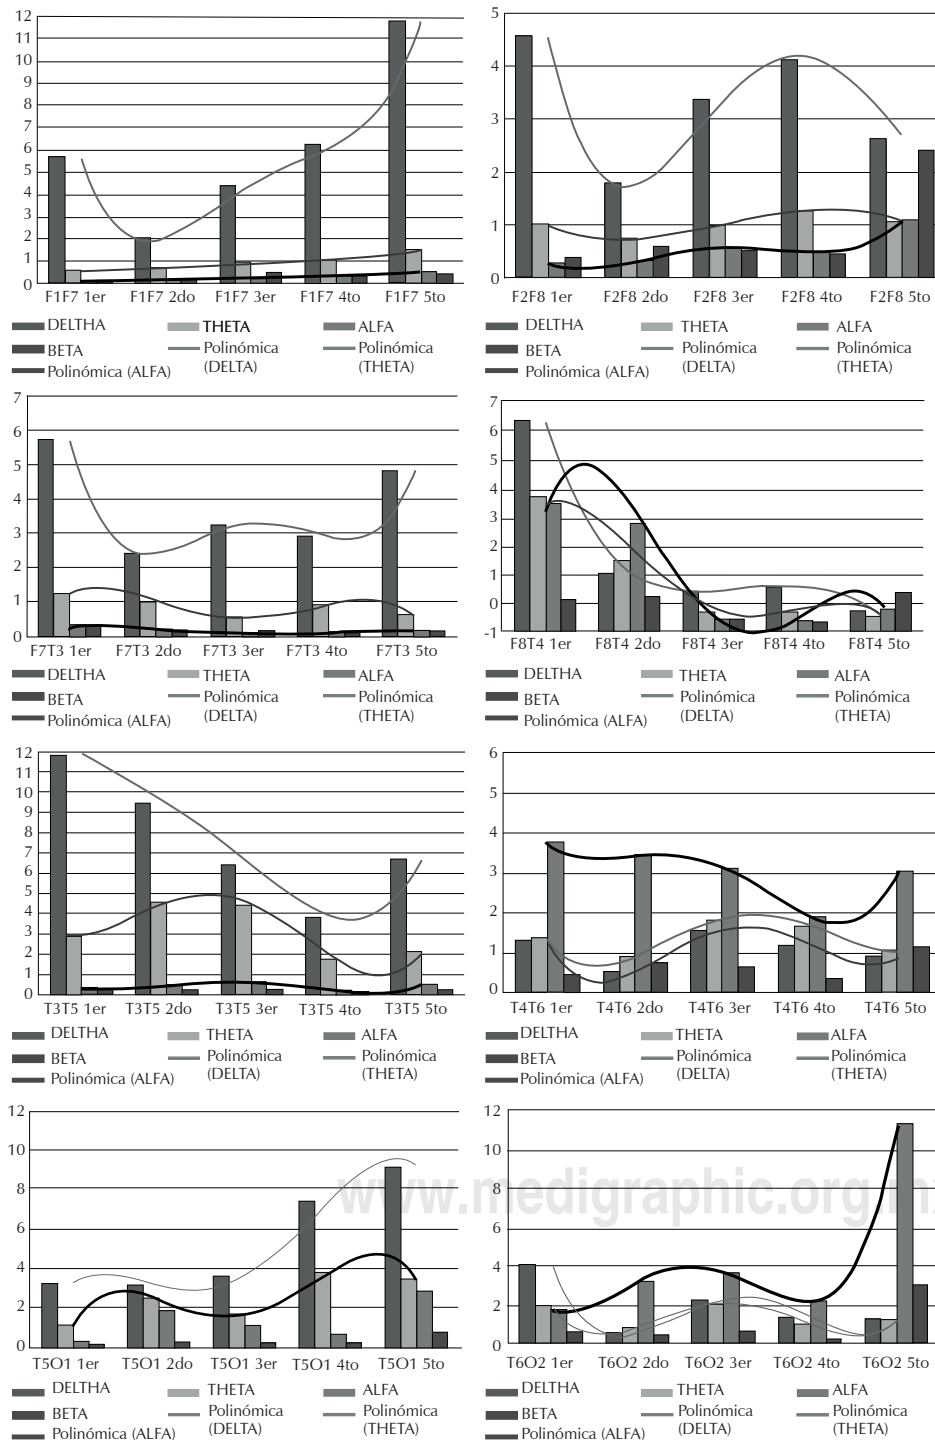 12
11
10
9
8
7
6
5
4
3
2
1
0
F1F7 1er F1F7 2do F1F7 3er F1F7 4to F1F7 5to
DELTHA THETA ALFA
BETA Polinómica (DELTA) Polinómica (THETA)
Polinómica (ALFA)
5
4
3
2
1
0
F2F8 1er F2F8 2do F2F8 3er F2F8 4to F2F8 5to
DELTHA THETA ALFA
BETA Polinómica (DELTA) Polinómica (THETA)
Polinómica (ALFA)
7
6
5
4
3
2
1
0
F7T3 1er F7T3 2do F7T3 3er F7T3 4to F7T3 5to
DELTHA THETA ALFA
BETA Polinómica (DELTA) Polinómica (THETA)
Polinómica (ALFA)
7
6
5
4
3
2
1
0
-1
F8T4 1er F8T4 2do F8T4 3er F8T4 4to F8T4 5to
DELTHA THETA ALFA
BETA Polinómica (DELTA) Polinómica (THETA)
Polinómica (ALFA)
12
11
10
9
8
7
6
5
4
3
2
1
0
T3T5 1er T3T5 2do T3T5 3er T3T5 4to T3T5 5to
DELTHA THETA ALFA
BETA Polinómica (DELTA) Polinómica (THETA)
Polinómica (ALFA)
6
5
4
3
2
1
0
T4T6 1er T4T6 2do T4T6 3er T4T6 4to T4T6 5to
DELTHA THETA ALFA
BETA Polinómica (DELTA) Polinómica (THETA)
Polinómica (ALFA)
12
10
8
6
4
2
0
T5O1 1er T5O1 2do T5O1 3er T5O1 4to T5O1 5to
DELTHA THETA ALFA
BETA Polinómica (DELTA) Polinómica (THETA)
Polinómica (ALFA)
www.medigraphic.org.mx
12
10
8
6
4
2
0
T6O2 1er T6O2 2do T6O2 3er T6O2 4to T6O2 5to
DELTHA THETA ALFA
BETA Polinómica (DELTA) Polinómica (THETA)
Polinómica (ALFA)